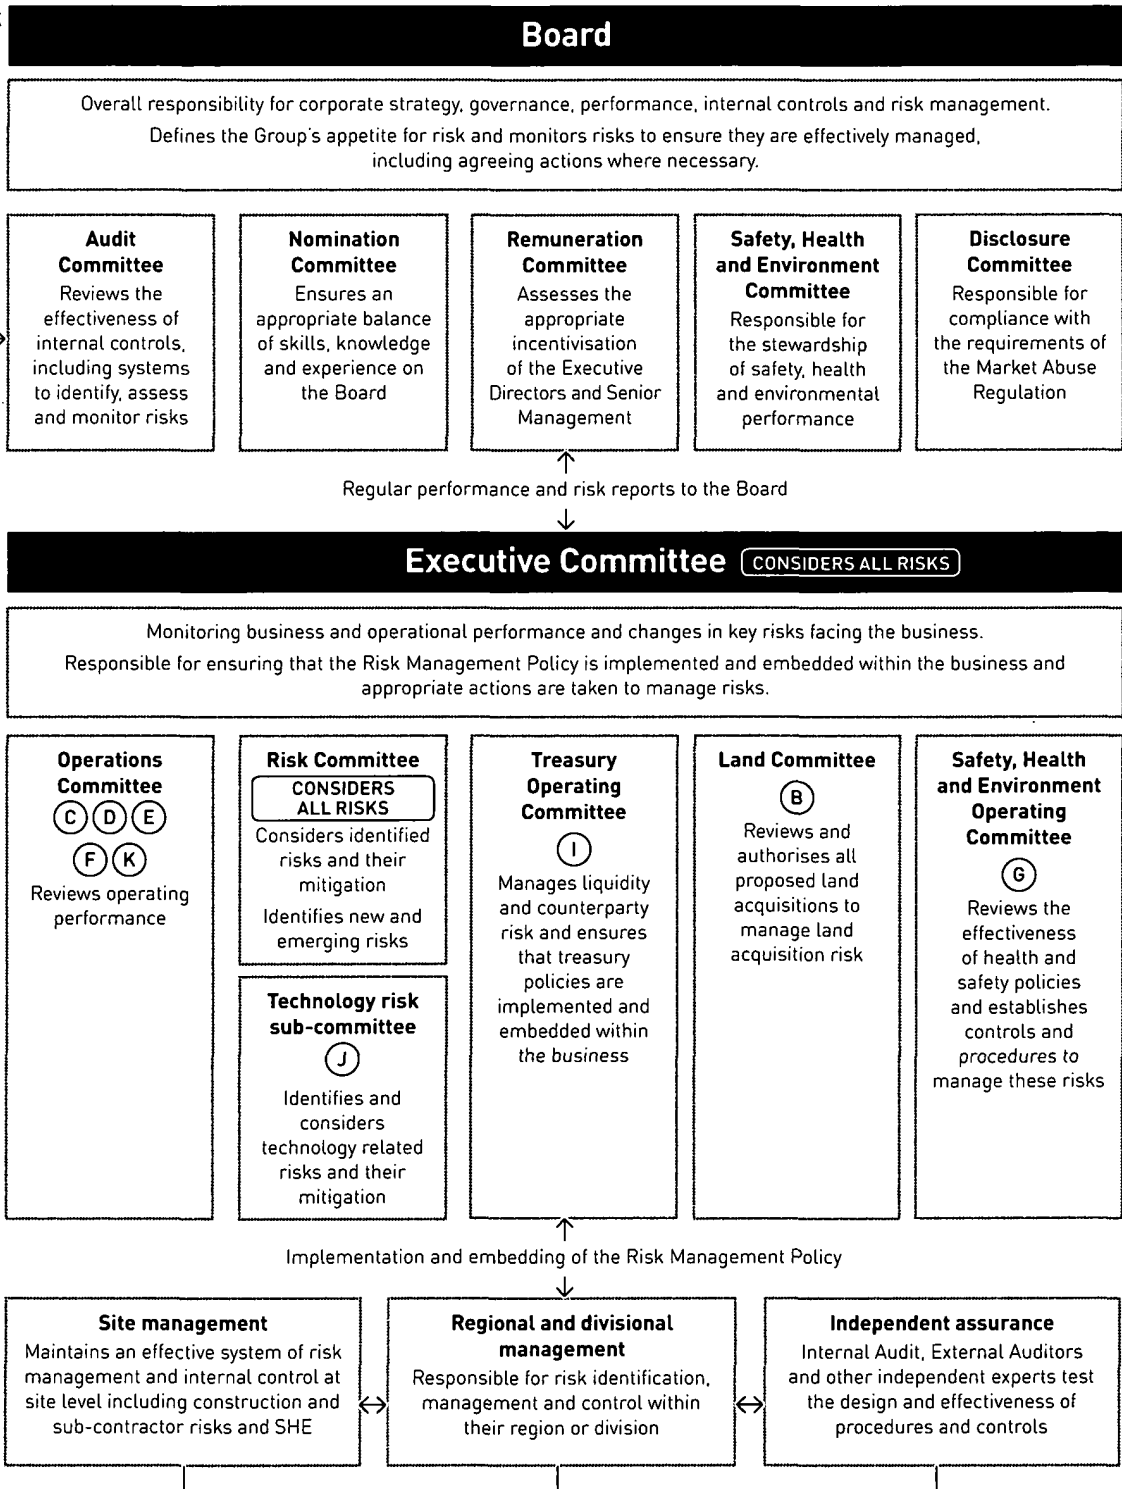 Board
Overall responsibility for corporate strategy, governance, performance, internal controls and risk management.
Defines the Group's appetite for risk and monitors risks to ensure they are effectively managed,
including agreeing actions where necessary.
Audit
Committee
Reviews the
effectiveness of
internal controls,
including systems
to identify, assess
and monitor risks
Nomination
Committee
Ensures an
appropriate balance
of skills, knowledge
and experience on
the Board
Remuneration
Committee
Assesses the
appropriate
incentivisation
of the Executive
Directors and Senior
Management
Safety, Health
and Environment
Committee
Responsible for
the stewardship
of safety, health
and environmental
performance
Disclosure
Committee
Responsible for
compliance with
the requirements of
the Market Abuse
Regulation
Regular performance and risk reports to the Board
Executive Committee CONSIDERS ALL RISKS
Monitoring business and operational performance and changes in key risks facing the business.
Responsible for ensuring that the Risk Management Policy is implemented and embedded within the business and
appropriate actions are taken to manage risks.
Operations
Committee
C D E
F K
Reviews operating
performance
Risk Committee
CONSIDERS
ALL RISKS
Considers identified
risks and their
mitigation
Identifies new and
emerging risks
Technology risk
sub-committee
J
Identifies and
considers
technology related
risks and their
mitigation
Treasury
Operating
Committee
I
Manages liquidity
and counterparty
risk and ensures
that treasury
policies are
implemented and
embedded within
the business
Land Committee
B
Reviews and
authorises all
proposed land
acquisitions to
manage land
acquisition risk
Safety, Health
and Environment
Operating
Committee
G
Reviews the
effectiveness
of health and
safety policies
and establishes
controls and
procedures to
manage these risks
Implementation and embedding of the Risk Management Policy
Site management
Maintains an effective system of risk
management and internal control at
site level including construction and
sub-contractor risks and SHE
Regional and divisional
management
Responsible for risk identification,
management and control within
their region or division
Independent assurance
Internal Audit, External Auditors
and other independent experts test
the design and effectiveness of
procedures and controls